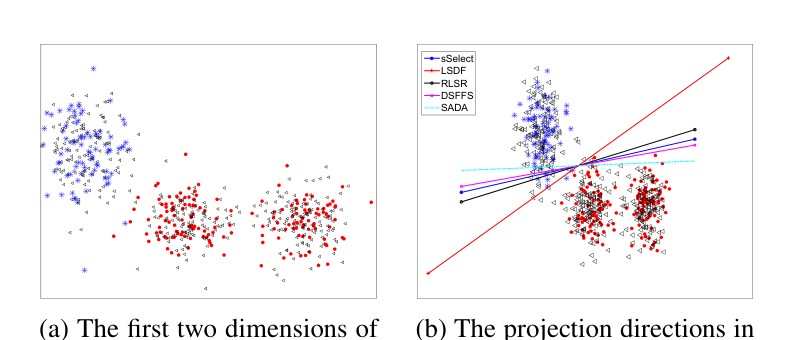 sSelect
LSDF
RLSR
DSFFS
SADA
(a) The first two dimensions of
(b) The projection directions in